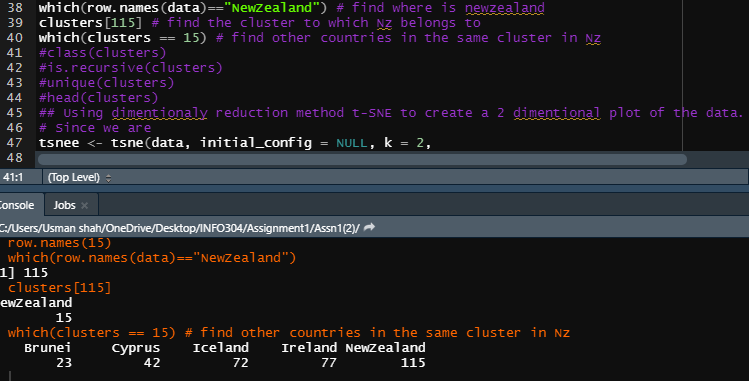 38 which(row.names(data)=="NewZealand") # find where is newzealand
39 clusters[115] # find the cluster to which NZ belongs to
40 which(clusters == 15) # find other countries in the same cluster in NZ
41 #class(clusters)
42 #is.recursive(clusters)
43 #unique(clusters)
44 #head(clusters)
45 ## Using dimentionaly reduction method t-SNE to create a 2 dimentional plot of the data.
46 # since we are
47 tsnee <- tsne(data, initial_config = NULL, k = 2,
48
41:1 (Top Level)
Console Jobs
C:/Users/Usman shah/OneDrive/Desktop/INFO304/Assignment1/Assn1(2)/
row.names(15)
which(row.names(data)=="NewZealand")
1] 115
clusters[115]
ewZealand
15
which(clusters == 15) # find other countries in the same cluster in NZ
Brunei Cyprus Iceland Ireland NewZealand
23 42 72 77 115